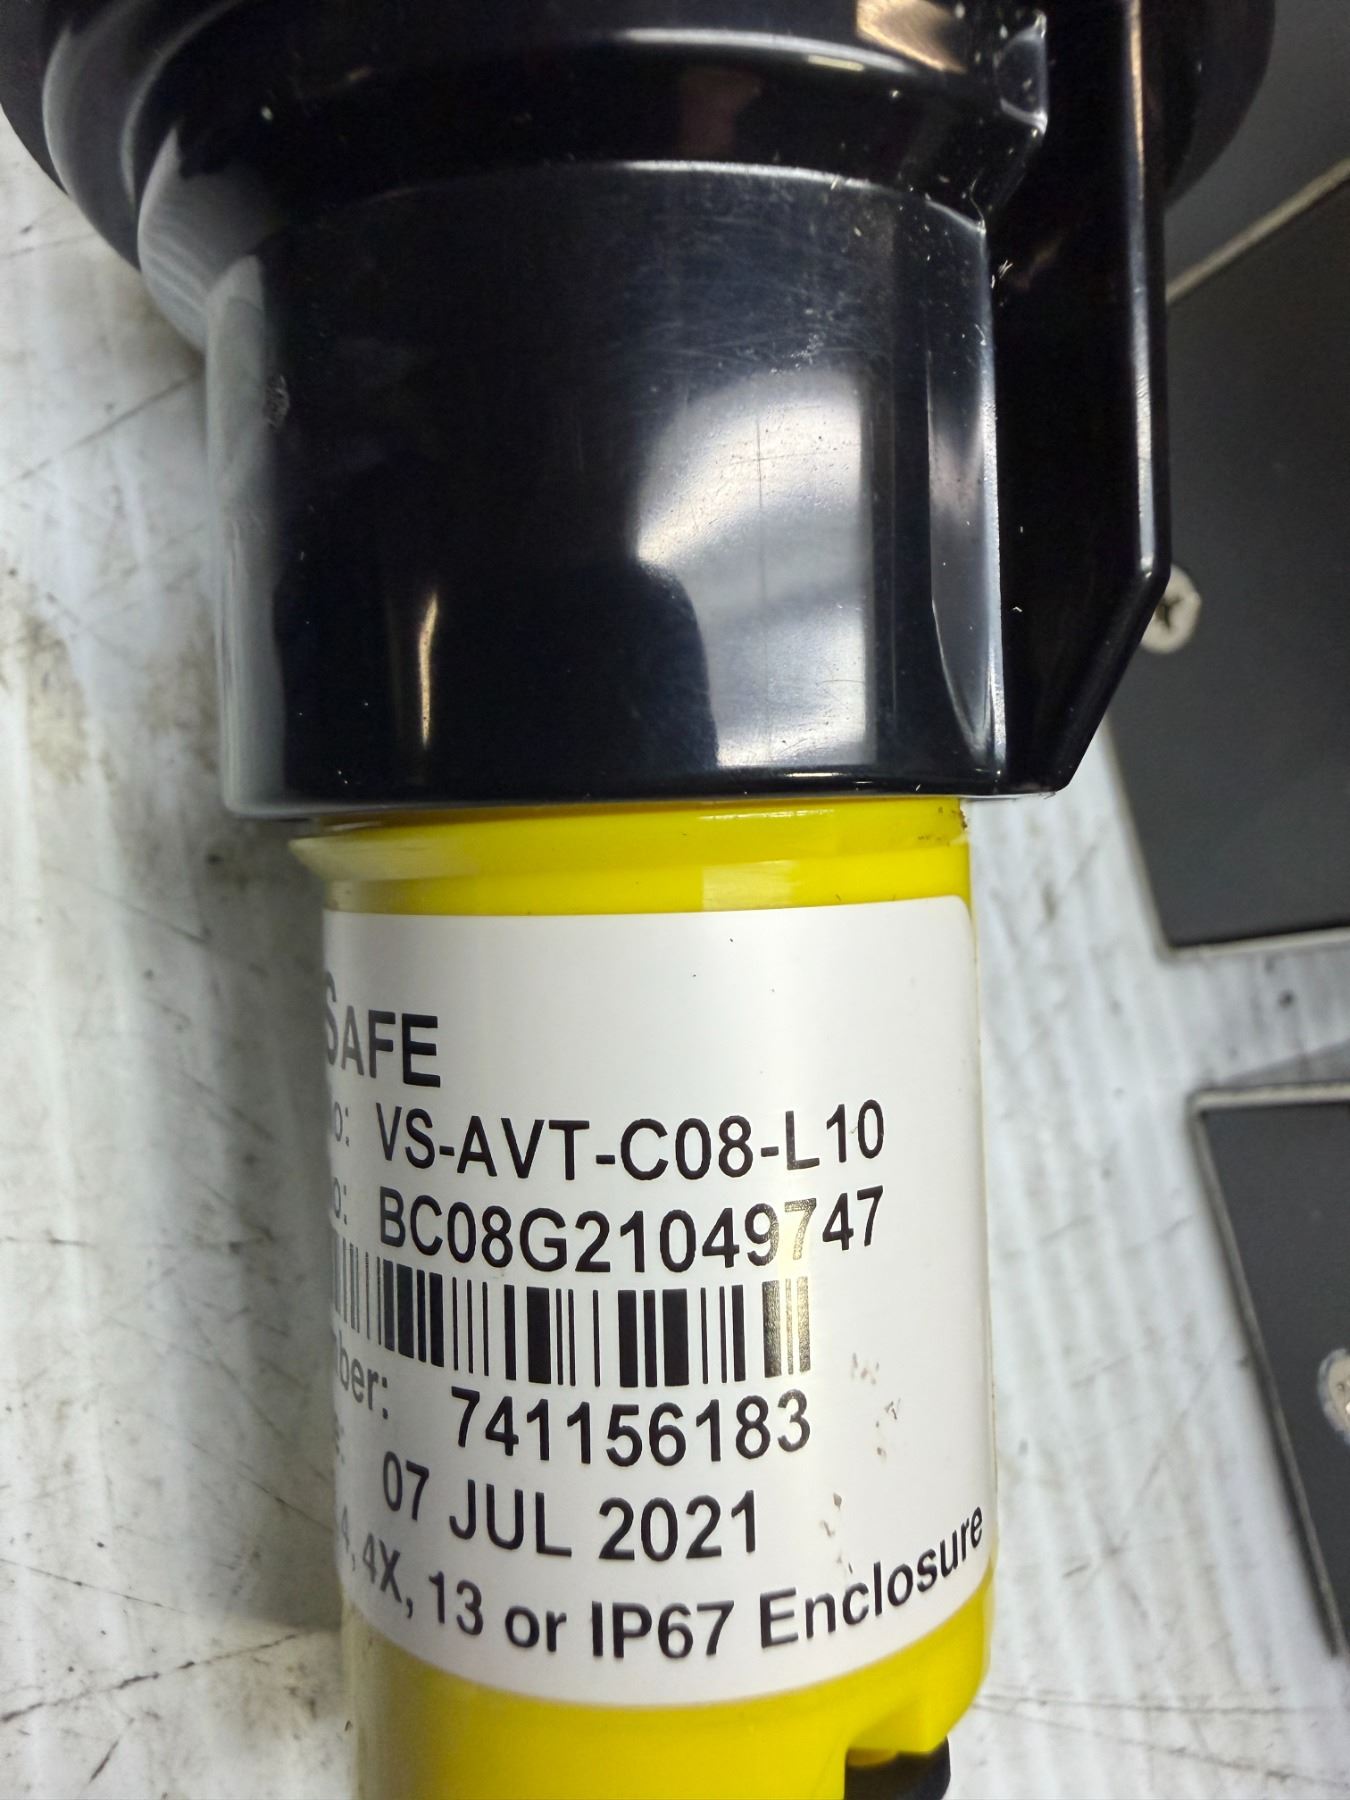 SAFE
o: VS-AVT-C08-L10
o: BC08G21049747
ber: 741156183
07 JUL 2021
4, 4X, 13 or IP67 Enclosure